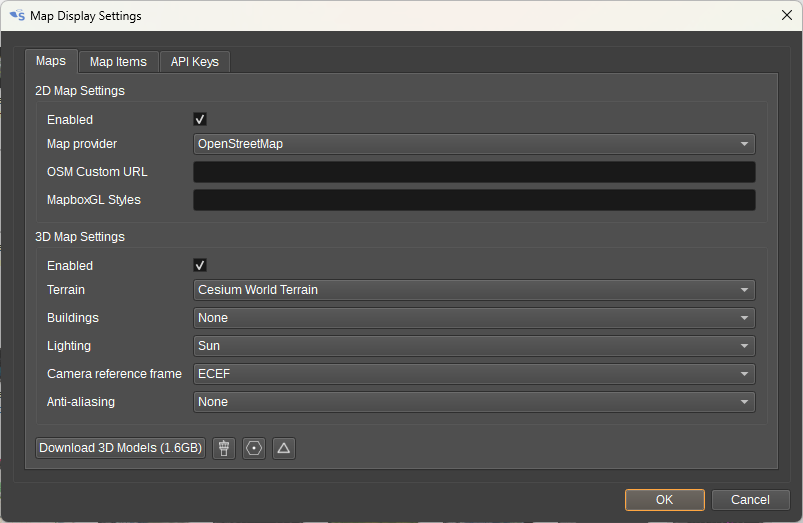 Map Display Settings
Maps
Map Items
API Keys
2D Map Settings
Enabled
Map provider
OpenStreetMap
OSM Custom URL
MapboxGL Styles
3D Map Settings
Enabled
Terrain
Cesium World Terrain
Buildings
None
Lighting
Sun
Camera reference frame
ECEF
Anti-aliasing
None
Download 3D Models (1.6GB)
OK
Cancel